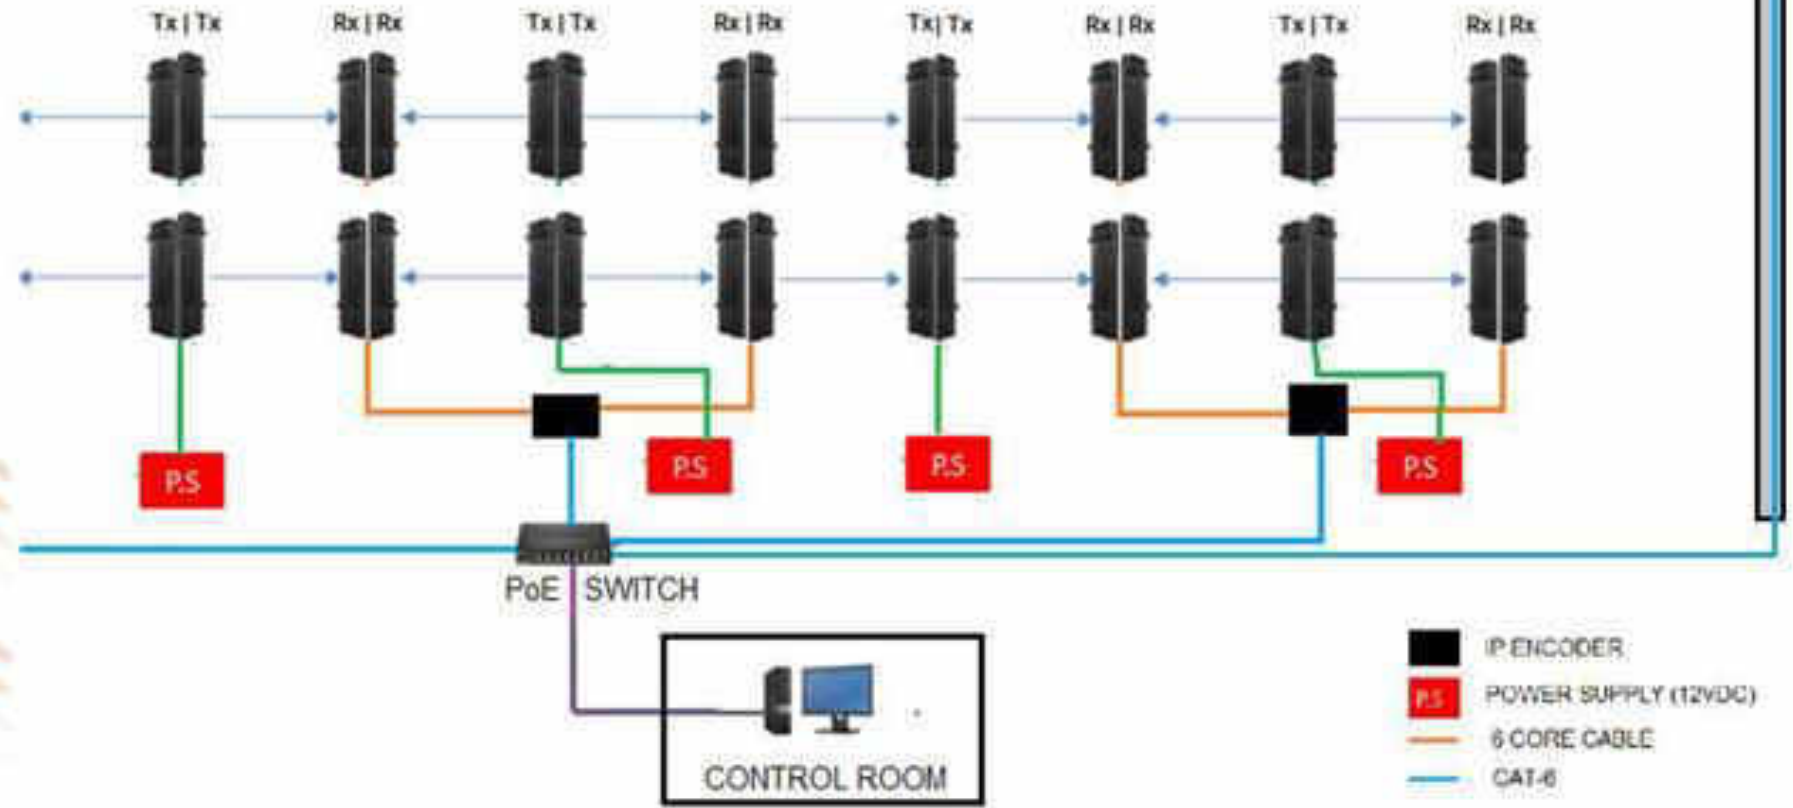 Tx | Tx
Rx | Rx
Tx | Tx
Rx | Rx
Tx | Tx
Rx | Rx
Tx | Tx
Rx | Rx
P.S
P.S
P.S
P.S
PoE SWITCH
IP ENCODER
P.S POWER SUPPLY (12VDC)
6 CORE CABLE
CAT-6
CONTROL ROOM